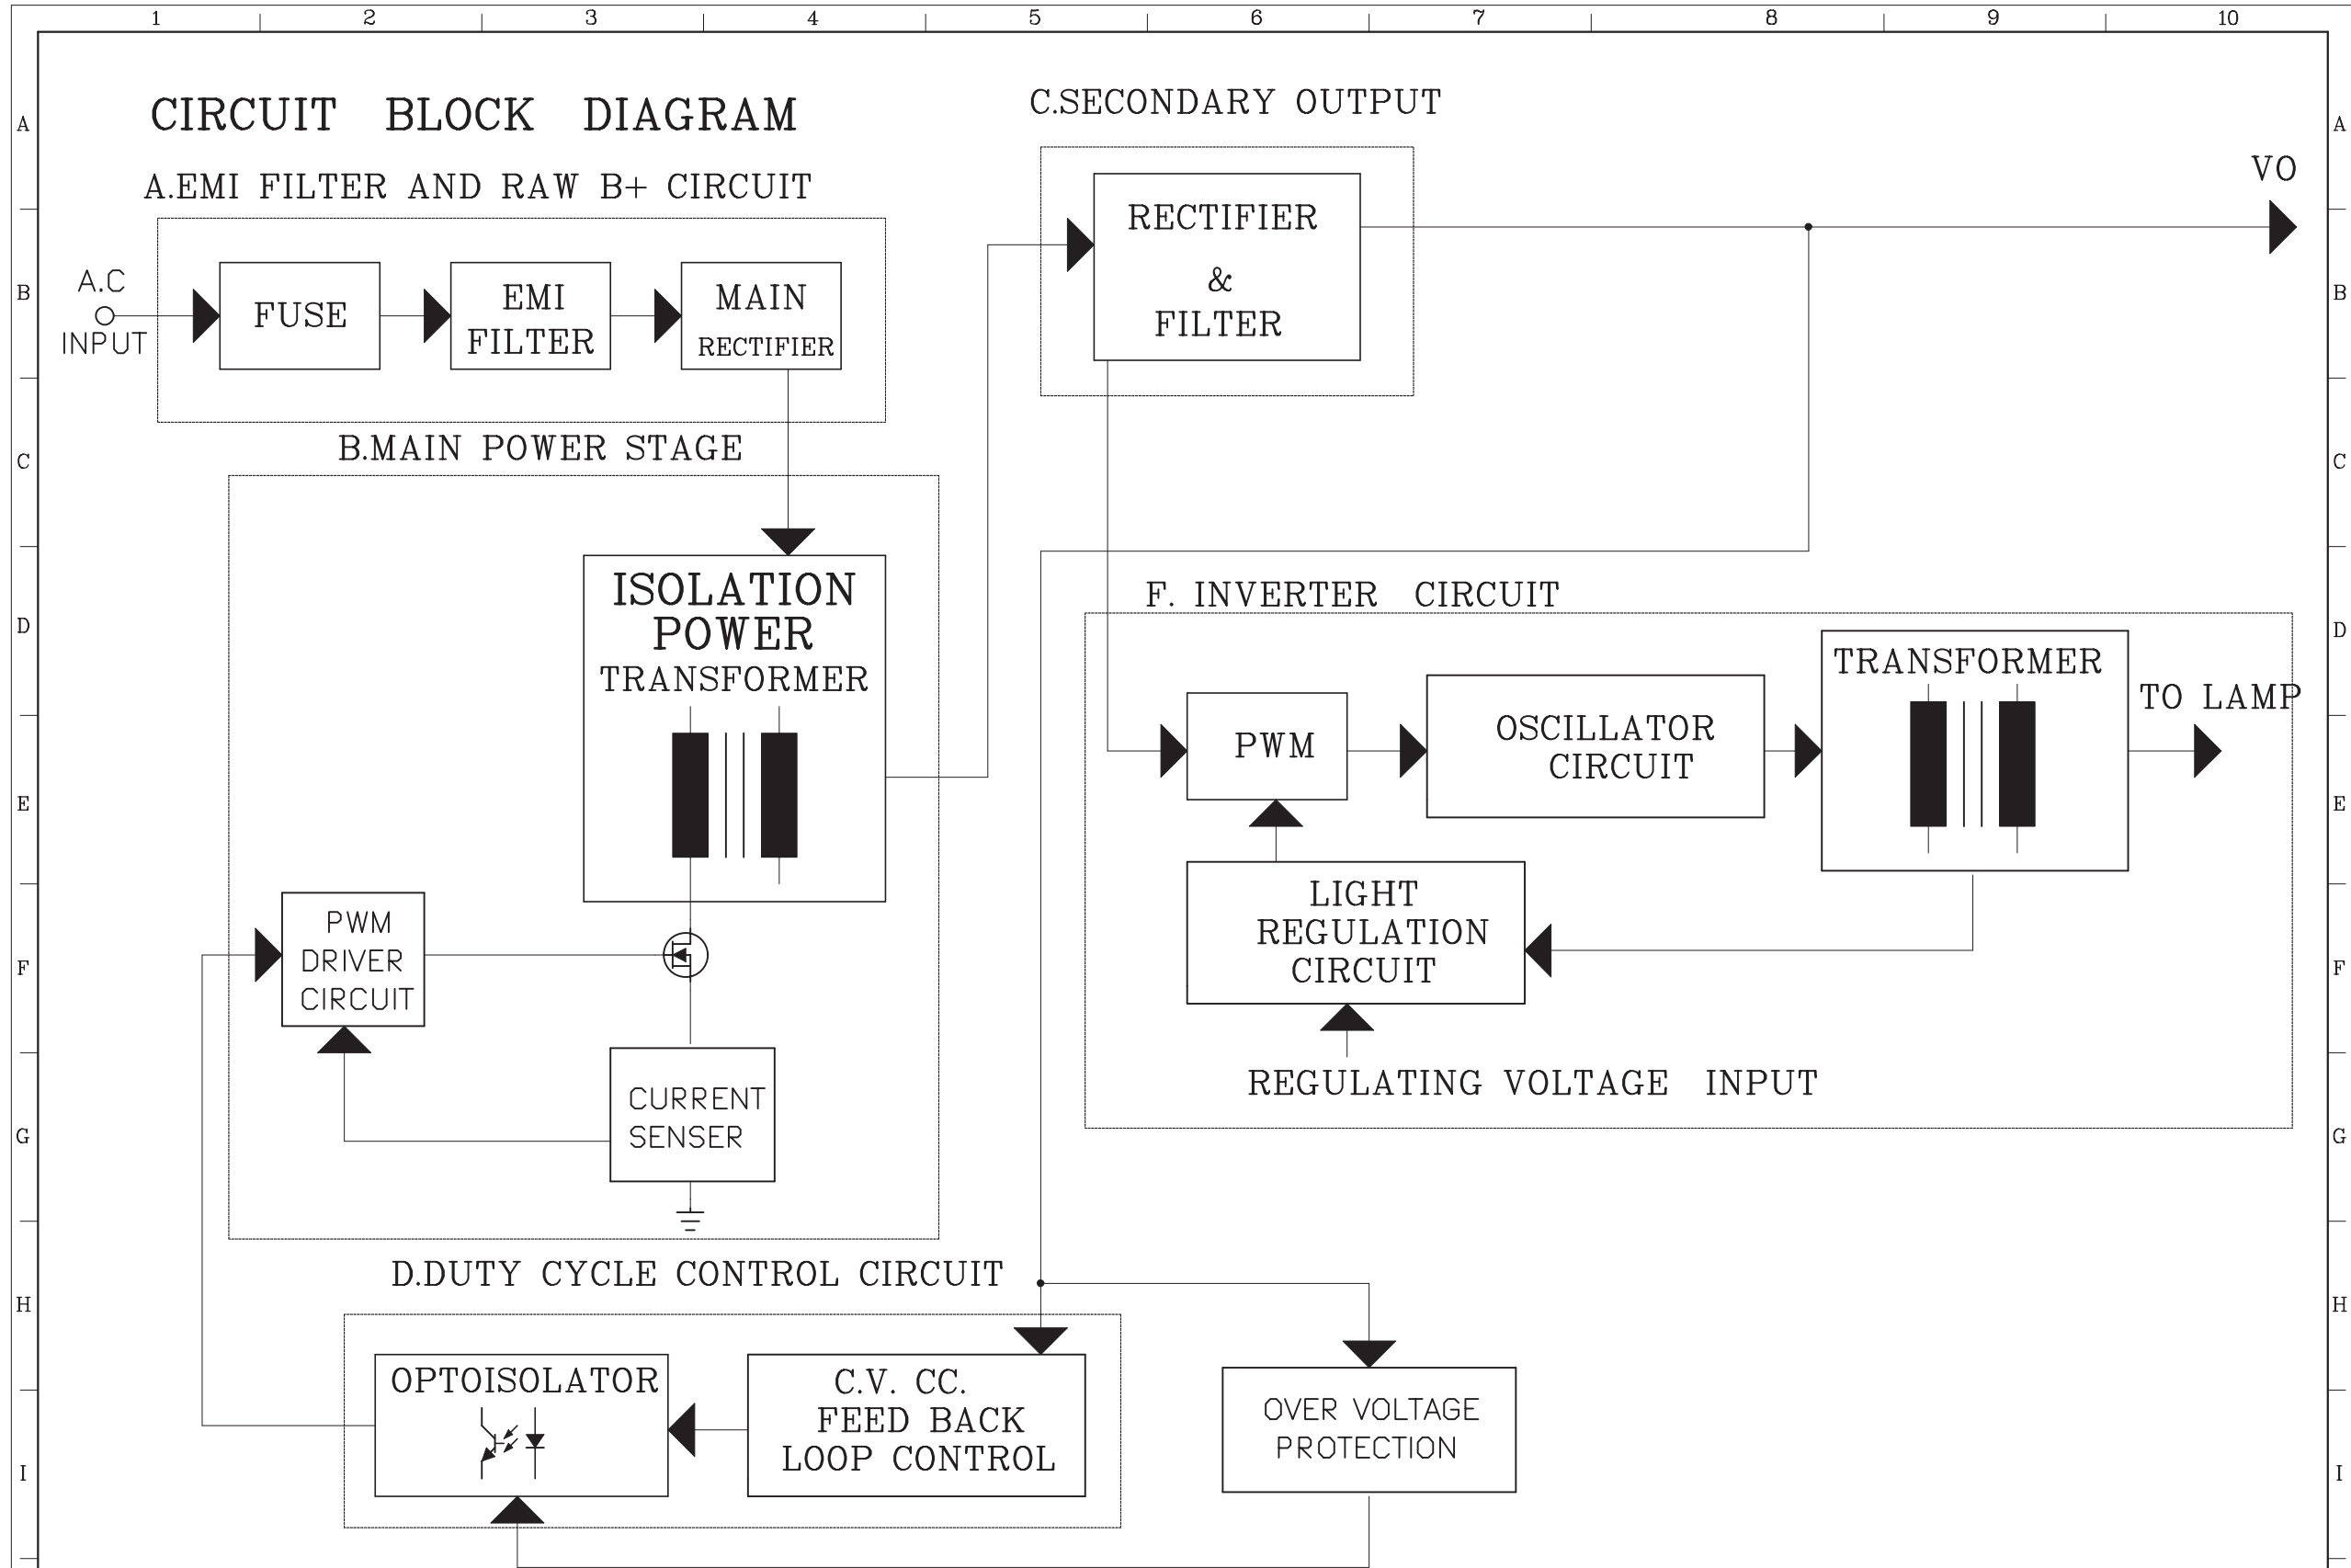 1 2 3 4 5 6 7 8 9 10
CIRCUIT BLOCK DIAGRAM
A.EMI FILTER AND RAW B+ CIRCUIT
A.C
INPUT
FUSE
EMI
FILTER
MAIN
RECTIFIER
C.SECONDARY OUTPUT
RECTIFIER
&
FILTER
VO
B.MAIN POWER STAGE
ISOLATION
POWER
TRANSFORMER
PWM
DRIVER
CIRCUIT
CURRENT
SENSER
F. INVERTER CIRCUIT
PWM
OSCILLATOR
CIRCUIT
TRANSFORMER
TO LAMP
LIGHT
REGULATION
CIRCUIT
REGULATING VOLTAGE INPUT
D.DUTY CYCLE CONTROL CIRCUIT
OPTOISOLATOR
C.V. CC.
FEED BACK
LOOP CONTROL
OVER VOLTAGE
PROTECTION
A
B
C
D
E
F
G
H
I
A
B
C
D
E
F
G
H
I